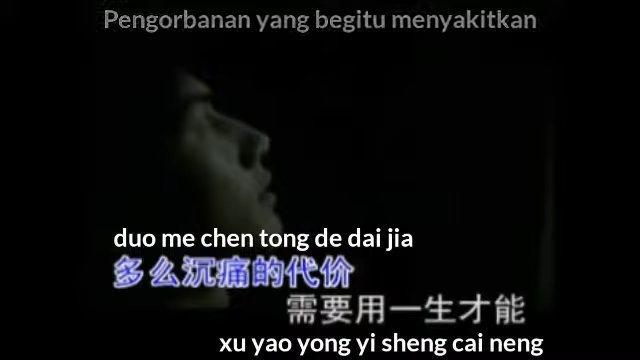 Pengorbanan yang begitu menyakitkan
duo me chen tong de dai jia
多么沉痛的代价
需要用一生才能
xu yao yong yi sheng cai neng